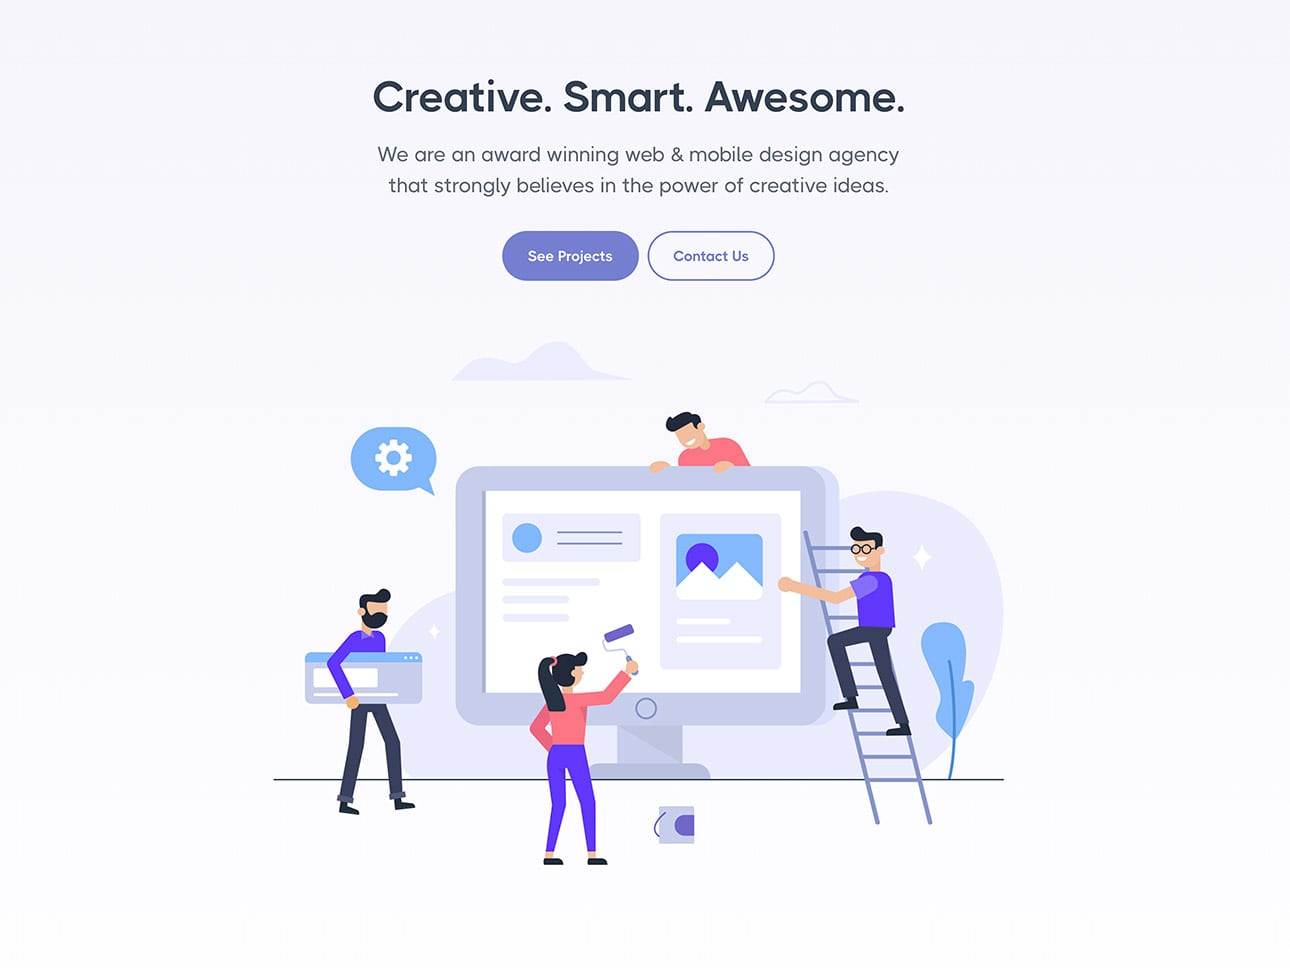 Creative. Smart. Awesome.
We are an award winning web & mobile design agency
that strongly believes in the power of creative ideas.
See Projects
Contact Us